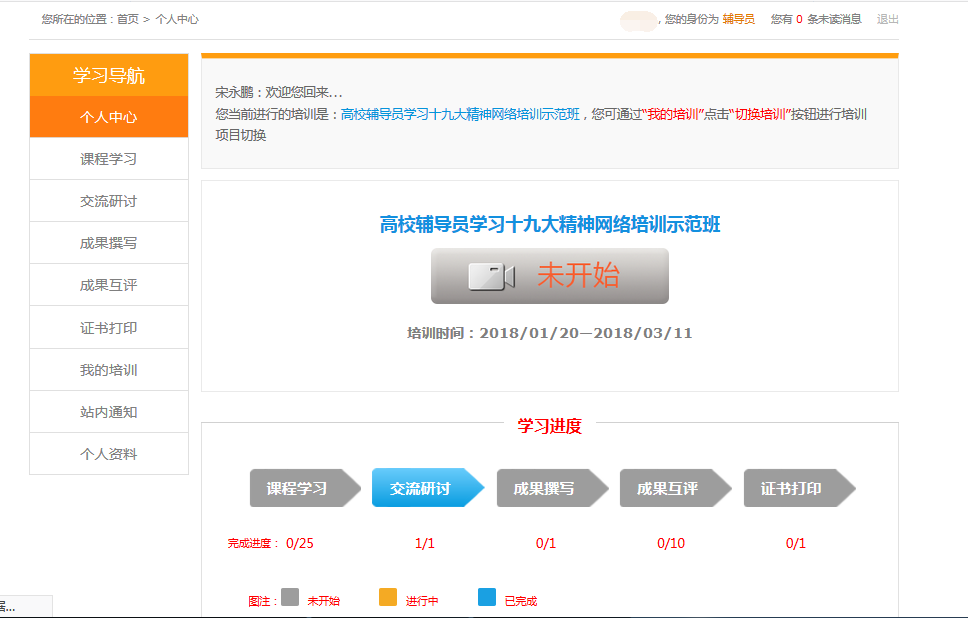 您所在的位置：首页 > 个人中心
，您的身份为 辅导员 您有 0 条未读消息 退出
学习导航
个人中心
课程学习
交流研讨
成果撰写
成果互评
证书打印
我的培训
站内通知
个人资料
宋永鹏：欢迎您回来…
您当前进行的培训是：高校辅导员学习十九大精神网络培训示范班，您可通过“我的培训”点击“切换培训”按钮进行培训
项目切换
高校辅导员学习十九大精神网络培训示范班
未开始
培训时间：2018/01/20—2018/03/11
学习进度
课程学习 交流研讨 成果撰写 成果互评 证书打印
完成进度： 0/25 1/1 0/1 0/10 0/1
图注： 未开始 进行中 已完成